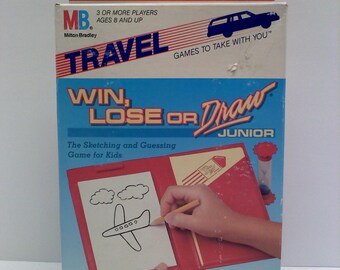 MB
Milton Bradley
3 OR MORE PLAYERS
AGES 8 AND UP
TRAVEL
GAMES TO TAKE WITH YOU™
WIN,
LOSE OR Draw
JUNIOR
The Sketching and Guessing
Game for Kids